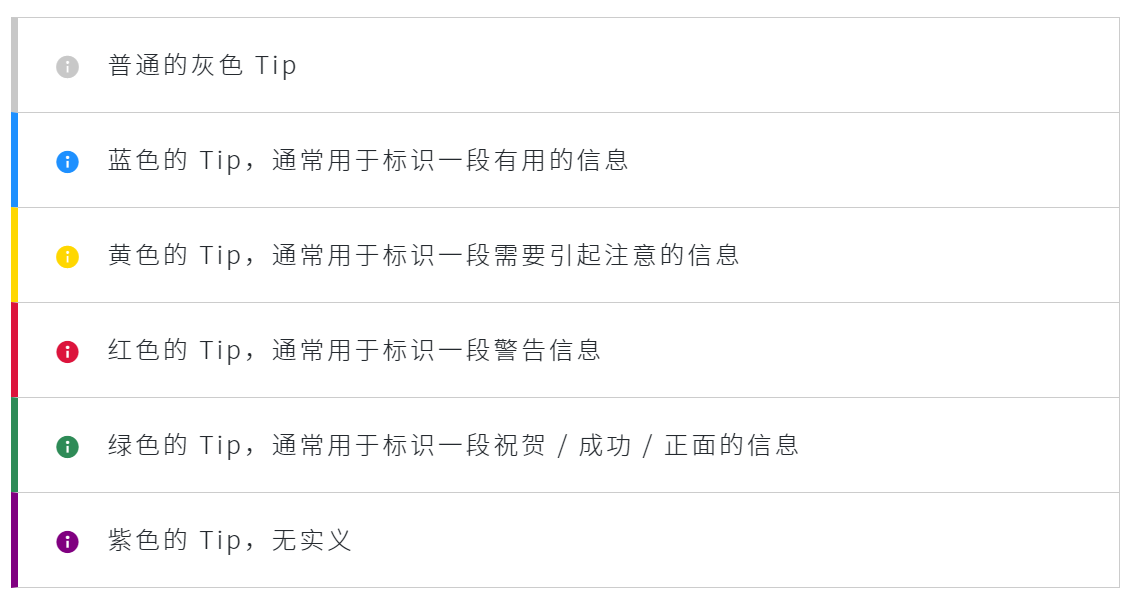 普通的灰色 Tip
蓝色的 Tip，通常用于标识一段有用的信息
黄色的 Tip，通常用于标识一段需要引起注意的信息
红色的 Tip，通常用于标识一段警告信息
绿色的 Tip，通常用于标识一段祝贺 / 成功 / 正面的信息
紫色的 Tip，无实义